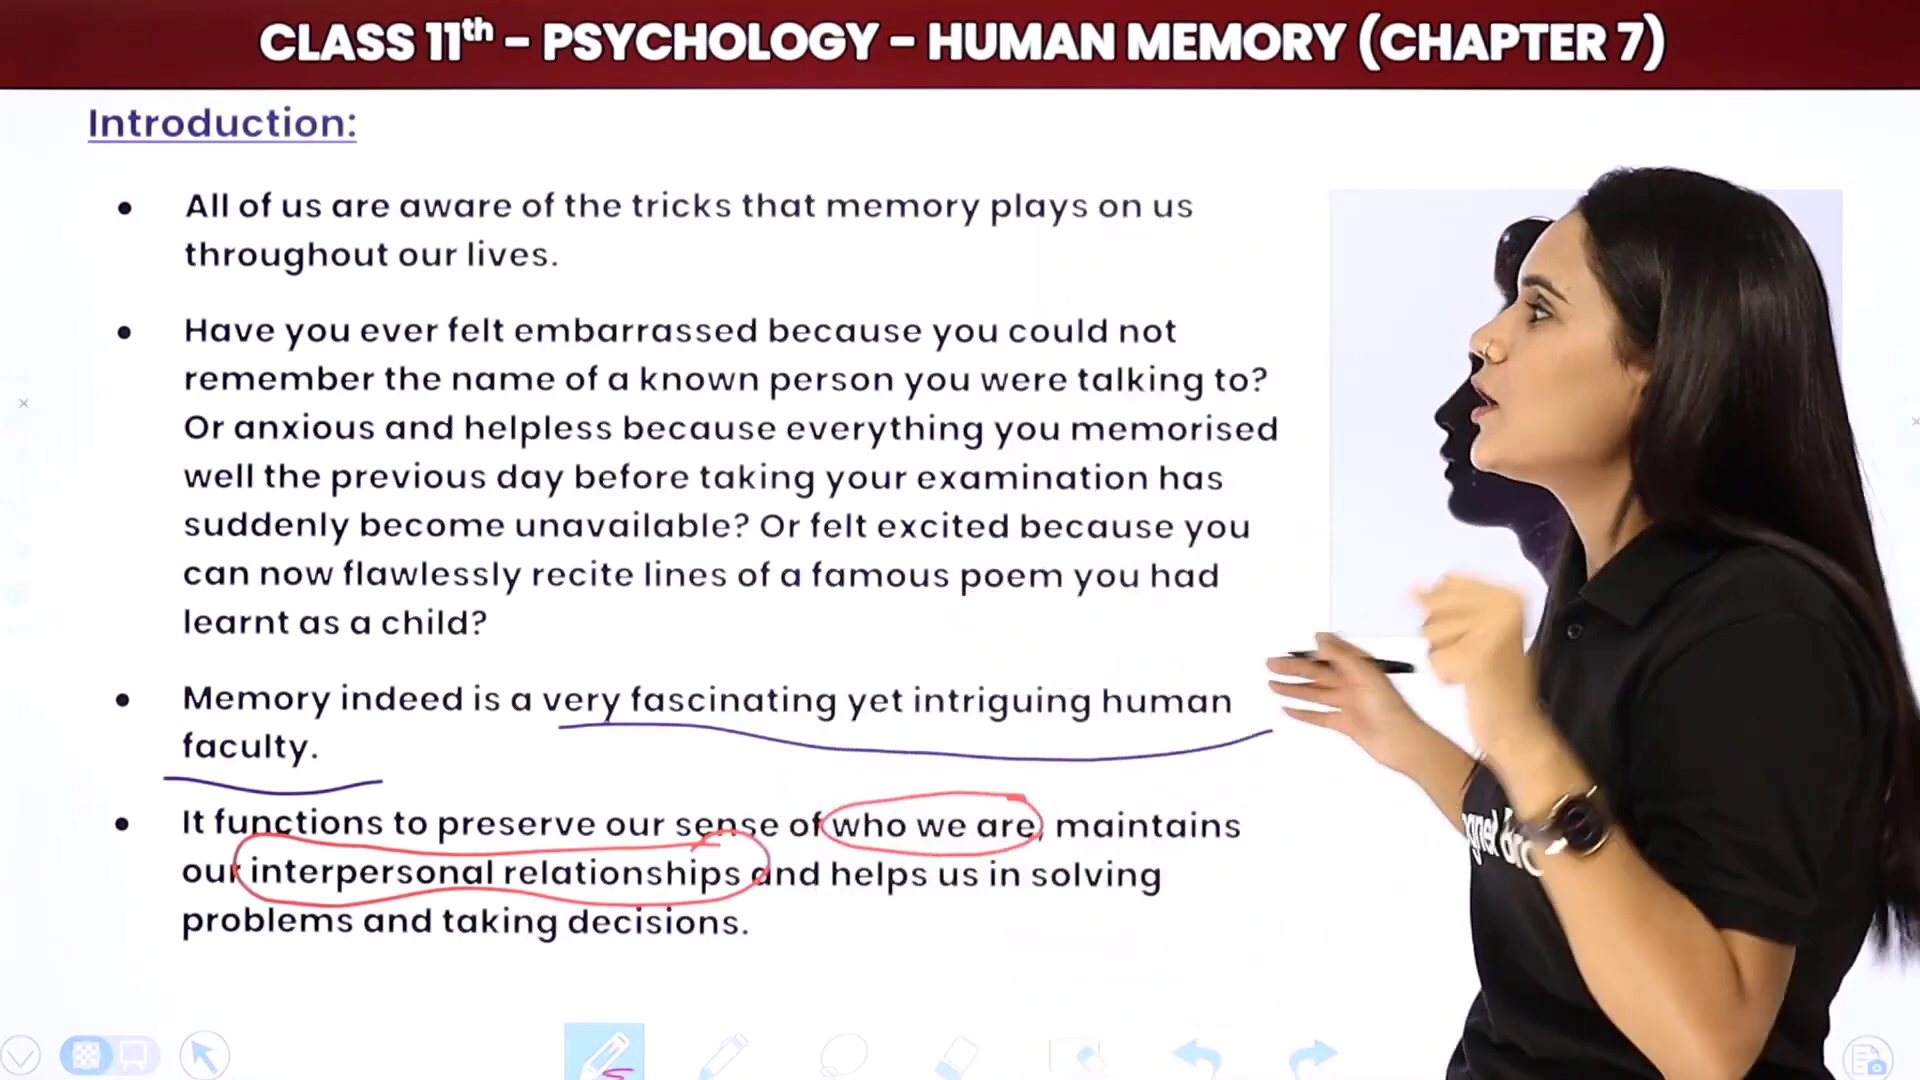 CLASS 11th - PSYCHOLOGY - HUMAN MEMORY (CHAPTER 7)
Introduction:
• All of us are aware of the tricks that memory plays on us
throughout our lives.
• Have you ever felt embarrassed because you could not
remember the name of a known person you were talking to?
Or anxious and helpless because everything you memorised
well the previous day before taking your examination has
suddenly become unavailable? Or felt excited because you
can now flawlessly recite lines of a famous poem you had
learnt as a child?
• Memory indeed is a very fascinating yet intriguing human
faculty.
• It functions to preserve our sense of who we are, maintains
our interpersonal relationships and helps us in solving
problems and taking decisions.